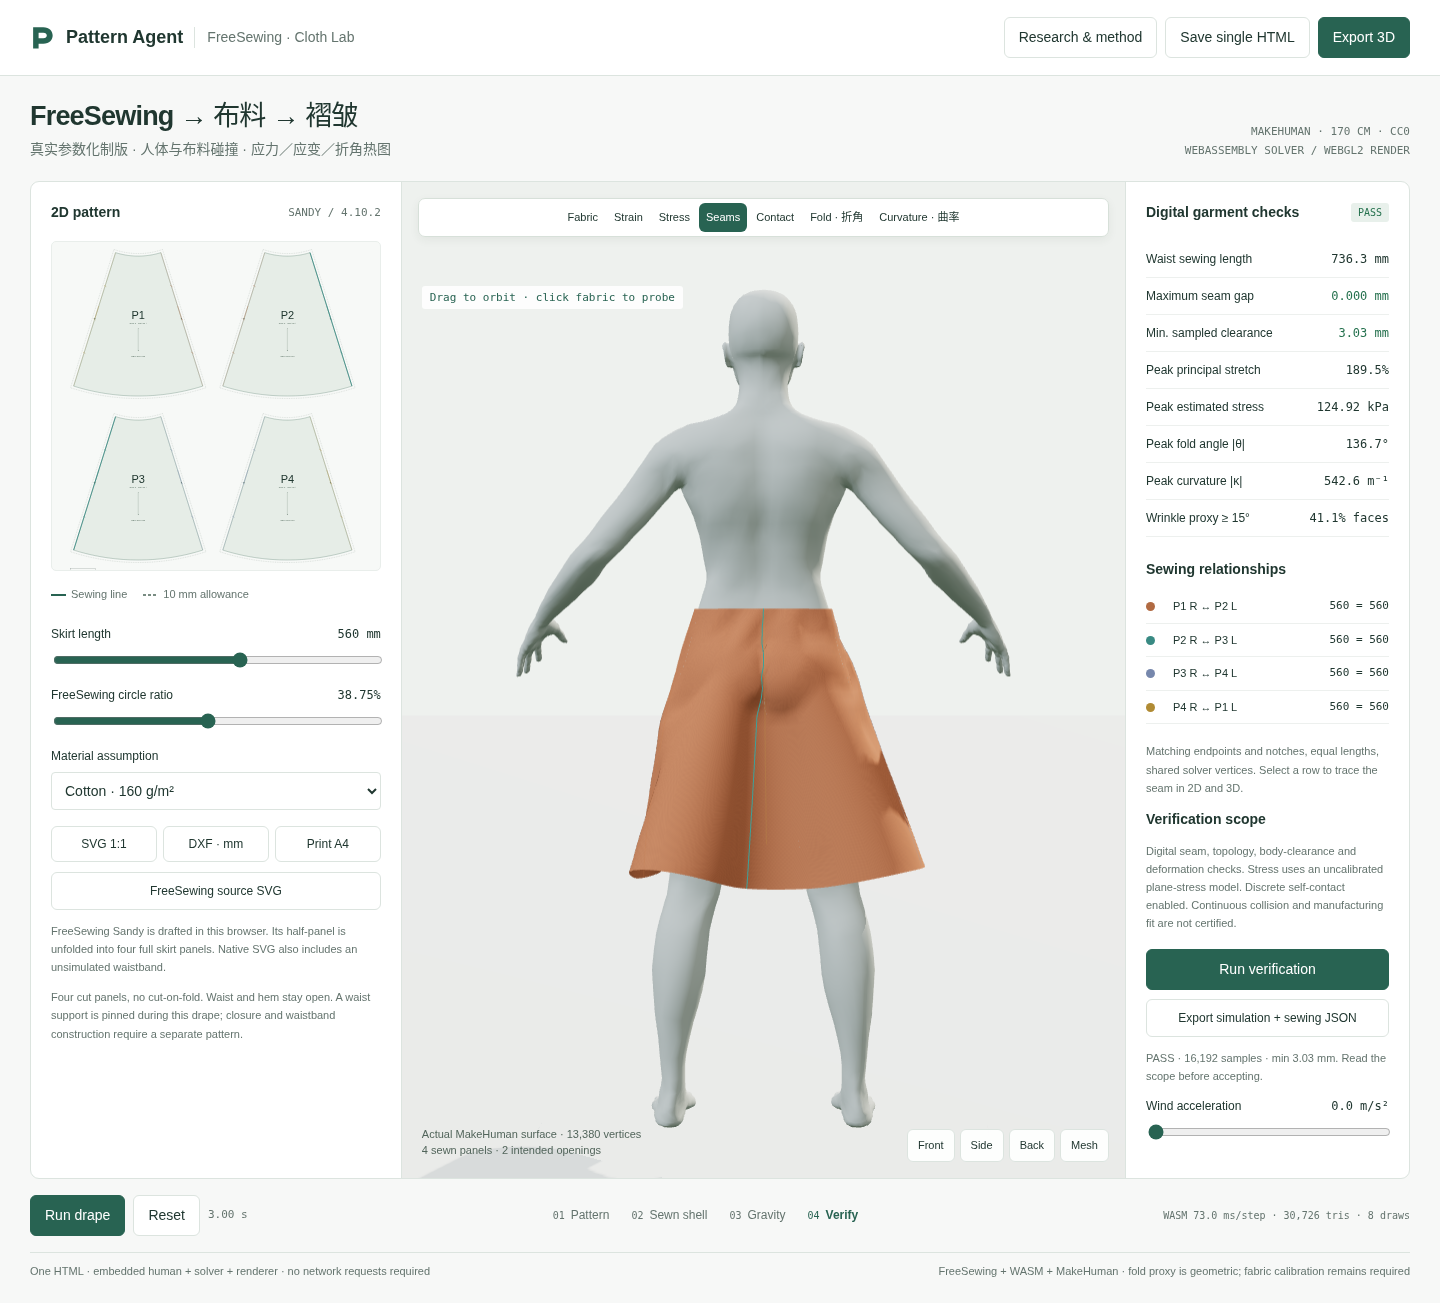 Pattern Agent
FreeSewing · Cloth Lab
Research & method
Save single HTML
Export 3D
FreeSewing → 布料 → 褶皱
真实参数化制版 · 人体与布料碰撞 · 应力／应变／折角热图
MAKEHUMAN · 170 CM · CC0
WEBASSEMBLY SOLVER / WEBGL2 RENDER
2D pattern
SANDY / 4.10.2
P1
P2
P3
P4
Sewing line
10 mm allowance
Skirt length
560 mm
FreeSewing circle ratio
38.75%
Material assumption
Cotton · 160 g/m²
SVG 1:1
DXF · mm
Print A4
FreeSewing source SVG
FreeSewing Sandy is drafted in this browser. Its half-panel is
unfolded into four full skirt panels. Native SVG also includes an
unsimulated waistband.
Four cut panels, no cut-on-fold. Waist and hem stay open. A waist
support is pinned during this drape; closure and waistband
construction require a separate pattern.
Fabric
Strain
Stress
Seams
Contact
Fold · 折角
Curvature · 曲率
Drag to orbit · click fabric to probe
Actual MakeHuman surface · 13,380 vertices
4 sewn panels · 2 intended openings
Front
Side
Back
Mesh
Digital garment checks
PASS
Waist sewing length 736.3 mm
Maximum seam gap 0.000 mm
Min. sampled clearance 3.03 mm
Peak principal stretch 189.5%
Peak estimated stress 124.92 kPa
Peak fold angle |θ| 136.7°
Peak curvature |κ| 542.6 m⁻¹
Wrinkle proxy ≥ 15° 41.1% faces
Sewing relationships
P1 R ↔ P2 L 560 = 560
P2 R ↔ P3 L 560 = 560
P3 R ↔ P4 L 560 = 560
P4 R ↔ P1 L 560 = 560
Matching endpoints and notches, equal lengths,
shared solver vertices. Select a row to trace the
seam in 2D and 3D.
Verification scope
Digital seam, topology, body-clearance and
deformation checks. Stress uses an uncalibrated
plane-stress model. Discrete self-contact
enabled. Continuous collision and manufacturing
fit are not certified.
Run verification
Export simulation + sewing JSON
PASS · 16,192 samples · min 3.03 mm. Read the
scope before accepting.
Wind acceleration 0.0 m/s²
Run drape
Reset
3.00 s
01 Pattern
02 Sewn shell
03 Gravity
04 Verify
WASM 73.0 ms/step · 30,726 tris · 8 draws
One HTML · embedded human + solver + renderer · no network requests required
FreeSewing + WASM + MakeHuman · fold proxy is geometric; fabric calibration remains required